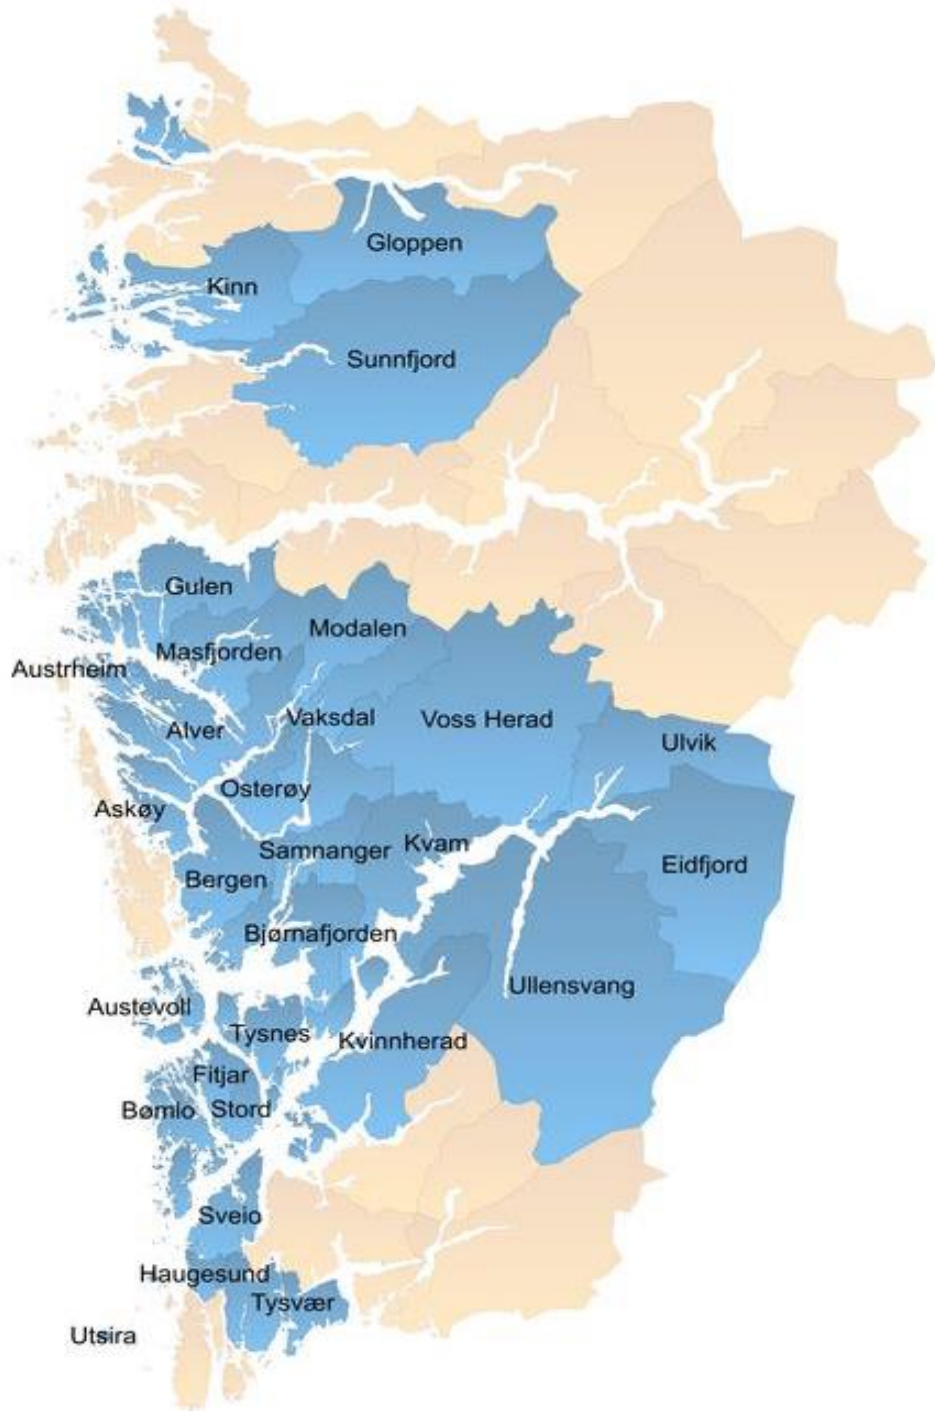 Gloppen
Kinn
Sunnfjord
Gulen
Modalen
Masfjorden
Austrheim
Vaksdal
Voss Herad
Alver
Ulvik
Osterøy
Askøy
Kvam
Samnanger
Eidfjord
Bergen
Bjørnafjorden
Ullensvang
Austevoll
Tysnes
Kvinnherad
Fitjar
Bømlo
Stord
Sveio
Haugesund
Tysvær
Utsira